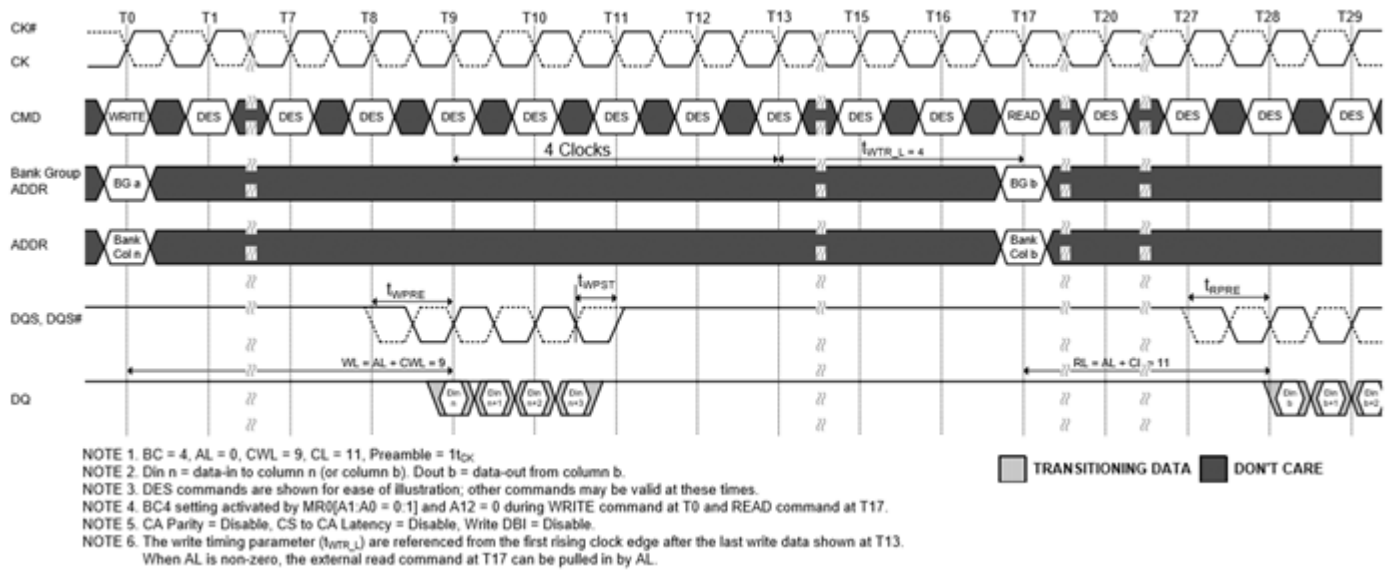 T0 T1 T7 T8 T9 T10 T11 T12 T13 T15 T16 T17 T20 T27 T28 T29
CK#
CK
CMD WRITE DES DES DES DES DES DES DES DES DES DES READ DES DES DES DES
4 Clocks tWTR_L = 4
Bank Group
ADDR
BG a BG b
ADDR
Bank
Col n
Bank
Col b
tWPRE tWPST tRPRE
DQS, DQS#
WL = AL + CWL = 9 RL = AL + CL = 11
DQ
Din
n
Din
n+1
Din
n+2
Din
n+3
Din
b
Din
b+1
Din
b+2
NOTE 1. BC = 4, AL = 0, CWL = 9, CL = 11, Preamble = 1tCK
NOTE 2. Din n = data-in to column n (or column b). Dout b = data-out from column b.
NOTE 3. DES commands are shown for ease of illustration; other commands may be valid at these times.
NOTE 4. BC4 setting activated by MR0[A1:A0 = 0:1] and A12 = 0 during WRITE command at T0 and READ command at T17.
NOTE 5. CA Parity = Disable, CS to CA Latency = Disable, Write DBI = Disable.
NOTE 6. The write timing parameter (tWTR_L) are referenced from the first rising clock edge after the last write data shown at T13.
When AL is non-zero, the external read command at T17 can be pulled in by AL.
TRANSITIONING DATA DON'T CARE